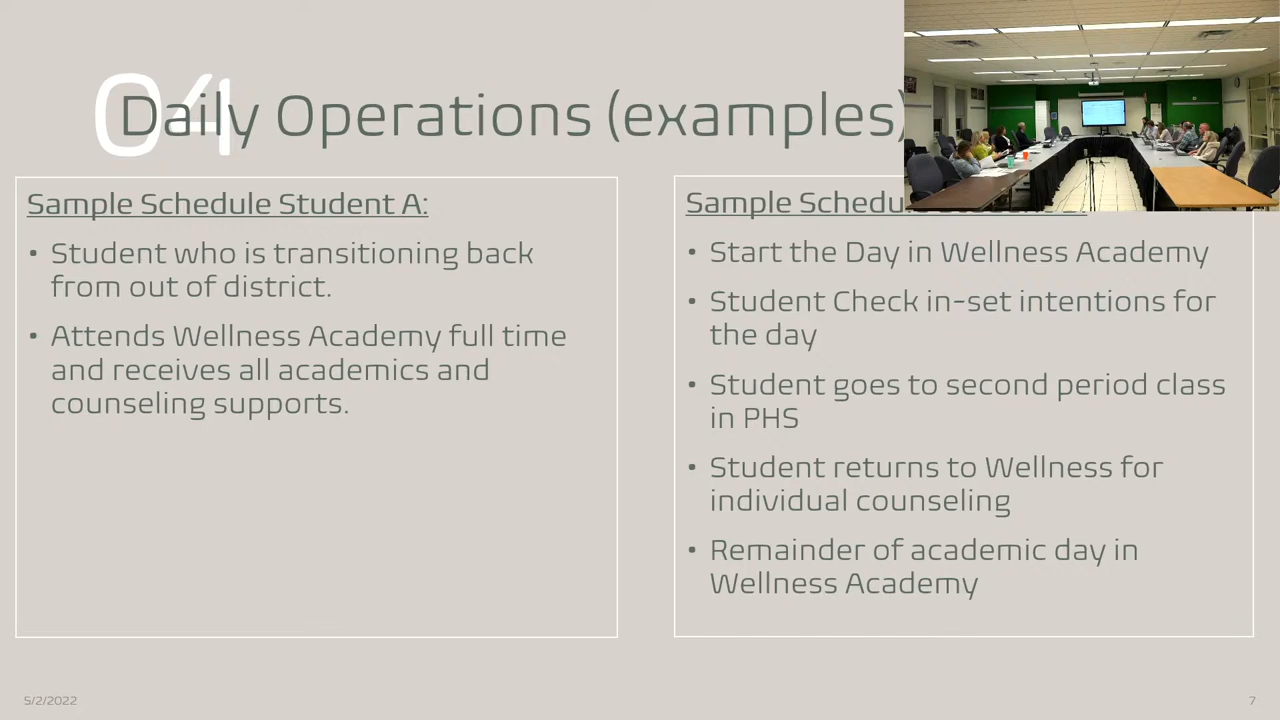 04
Daily Operations (examples)
Sample Schedule Student A:
• Student who is transitioning back
from out of district.
• Attends Wellness Academy full time
and receives all academics and
counseling supports.
Sample
• Start the Day in Wellness Academy
• Student Check in-set intentions for
the day
• Student goes to second period class
in PHS
• Student returns to Wellness for
individual counseling
• Remainder of academic day in
Wellness Academy
5/2/2022
7